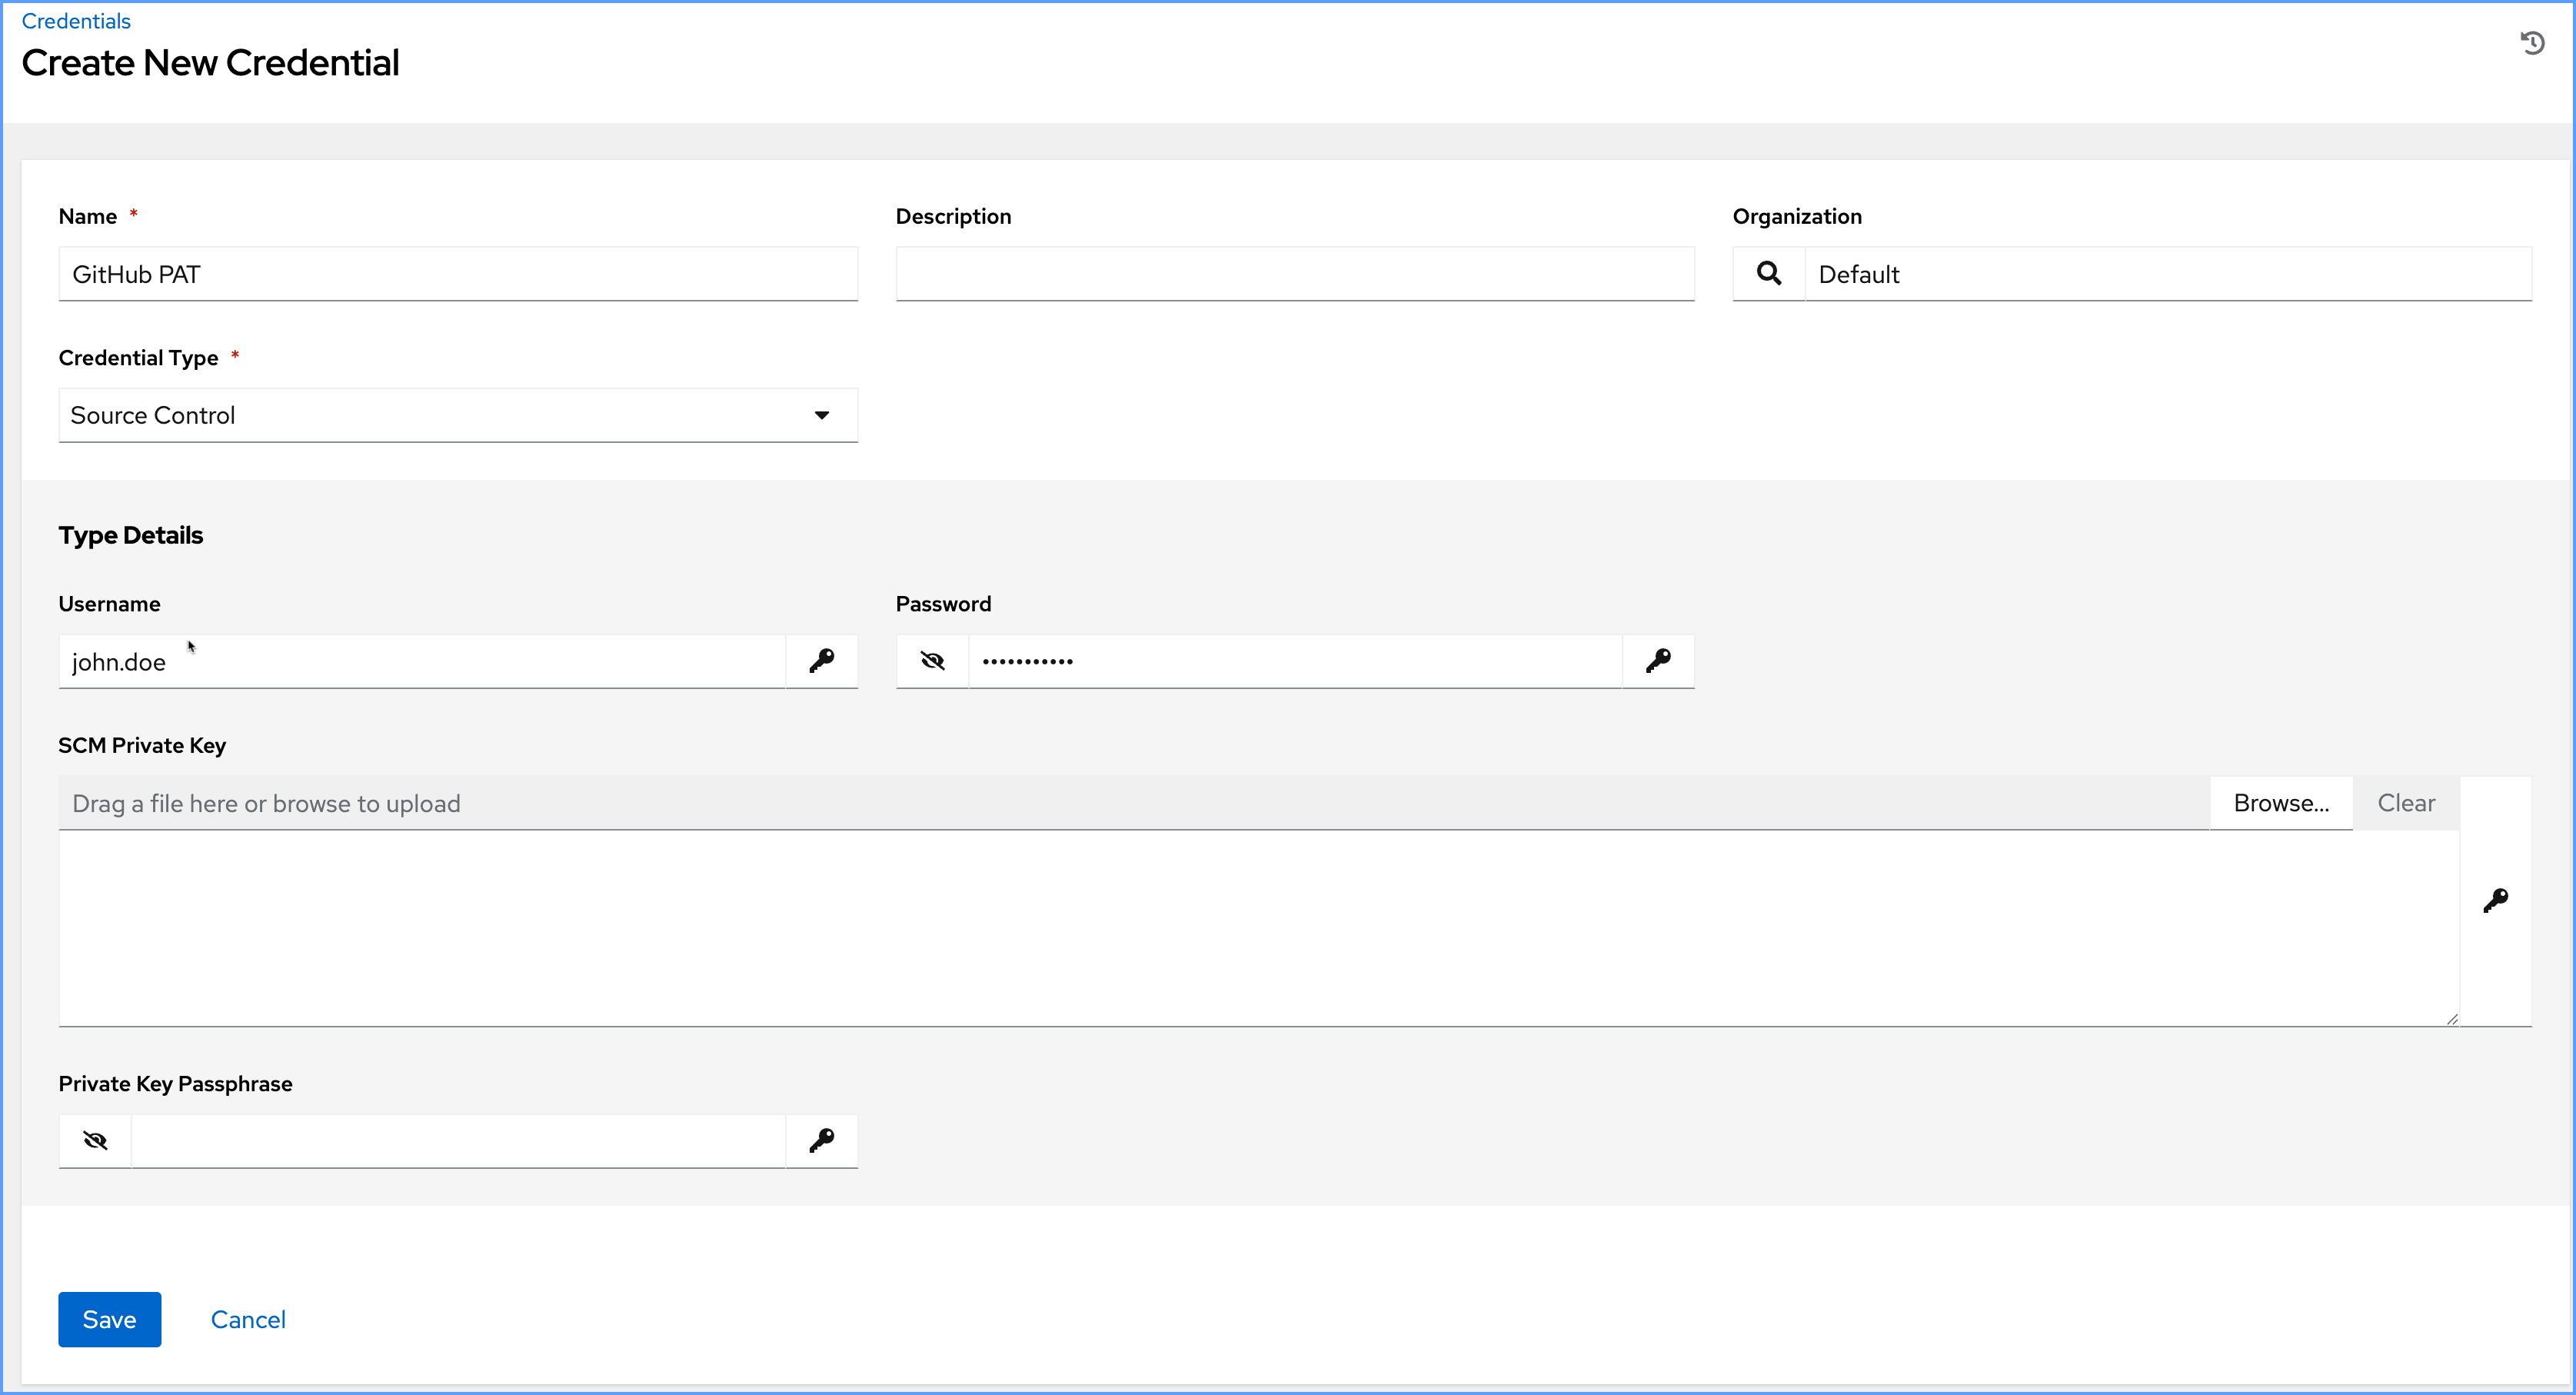 Credentials
Create New Credential
Name *
Description
Organization
GitHub PAT
Default
Credential Type *
Source Control
Type Details
Username
Password
john.doe
•••••••••••
SCM Private Key
Drag a file here or browse to upload
Browse...
Clear
Private Key Passphrase
Save
Cancel